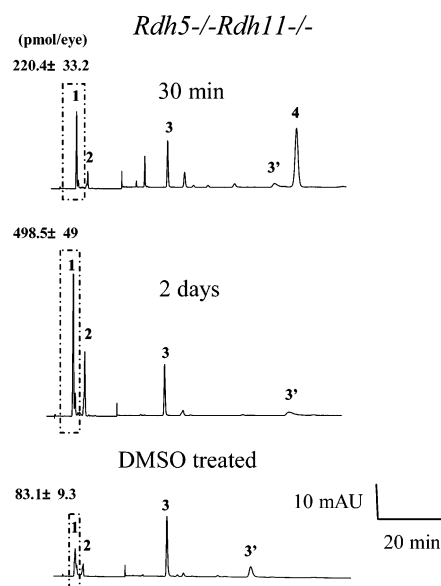 Rdh5-/-Rdh11-/-
(pmol/eye)
220.4± 33.2
30 min
1
2
3
3'
4
498.5± 49
2 days
1
2
3
3'
DMSO treated
83.1± 9.3
1
2
3
3'
10 mAU
20 min